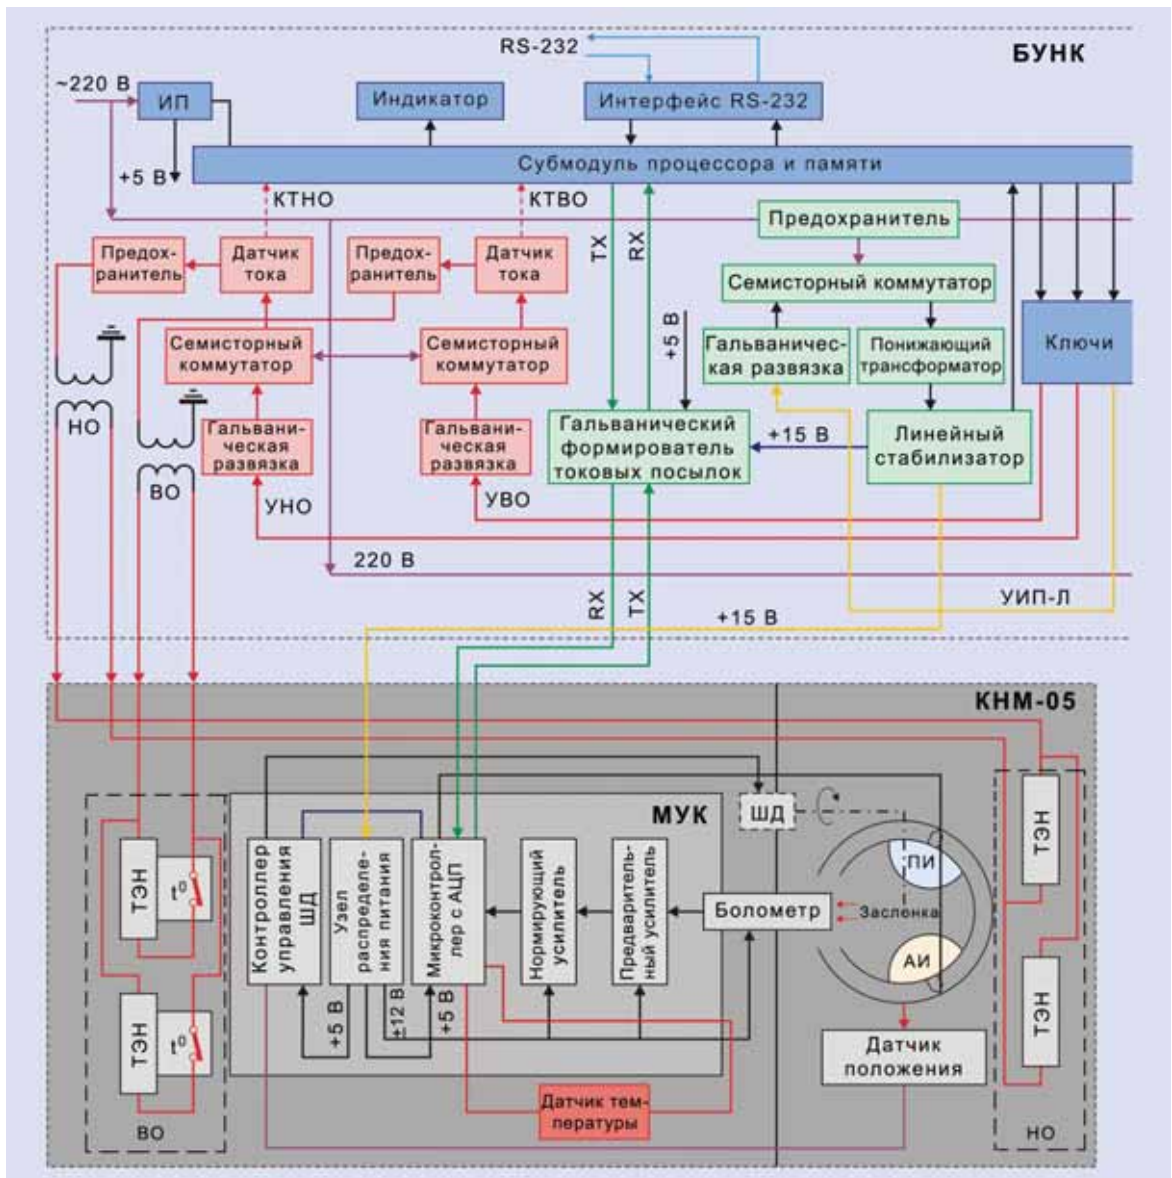 RS-232
БУНК
~220 В
ИП
Индикатор
Интерфейс RS-232
+5 В
Субмодуль процессора и памяти
КТНО
КТВО
TX
RX
Предохранитель
Предох-
ранитель
Датчик
тока
Предох-
ранитель
Датчик
тока
Семисторный коммутатор
Семисторный
коммутатор
Семисторный
коммутатор
+5 В
Гальваничес-
кая развязка
Понижающий
трансформатор
Ключи
НО
Гальвани-
ческая
развязка
Гальвани-
ческая
развязка
Гальванический
формирователь
токовых посылок
+15 В
Линейный
стабилизатор
ВО
УНО
УВО
220 В
RX
TX
УИП-Л
+15 В
КНМ-05
МУК
ШД
ТЭН
t⁰
Контроллер
управления
ШД
Узел
распределе-
ния питания
Микроконтрол-
лер с АЦП
Нормирующий
усилитель
Предваритель-
ный усилитель
Болометр
Заслонка
ПИ
АИ
ТЭН
ТЭН
t⁰
+5 В
±12 В
+5 В
Датчик
положения
ТЭН
Датчик тем-
пературы
ВО
НО